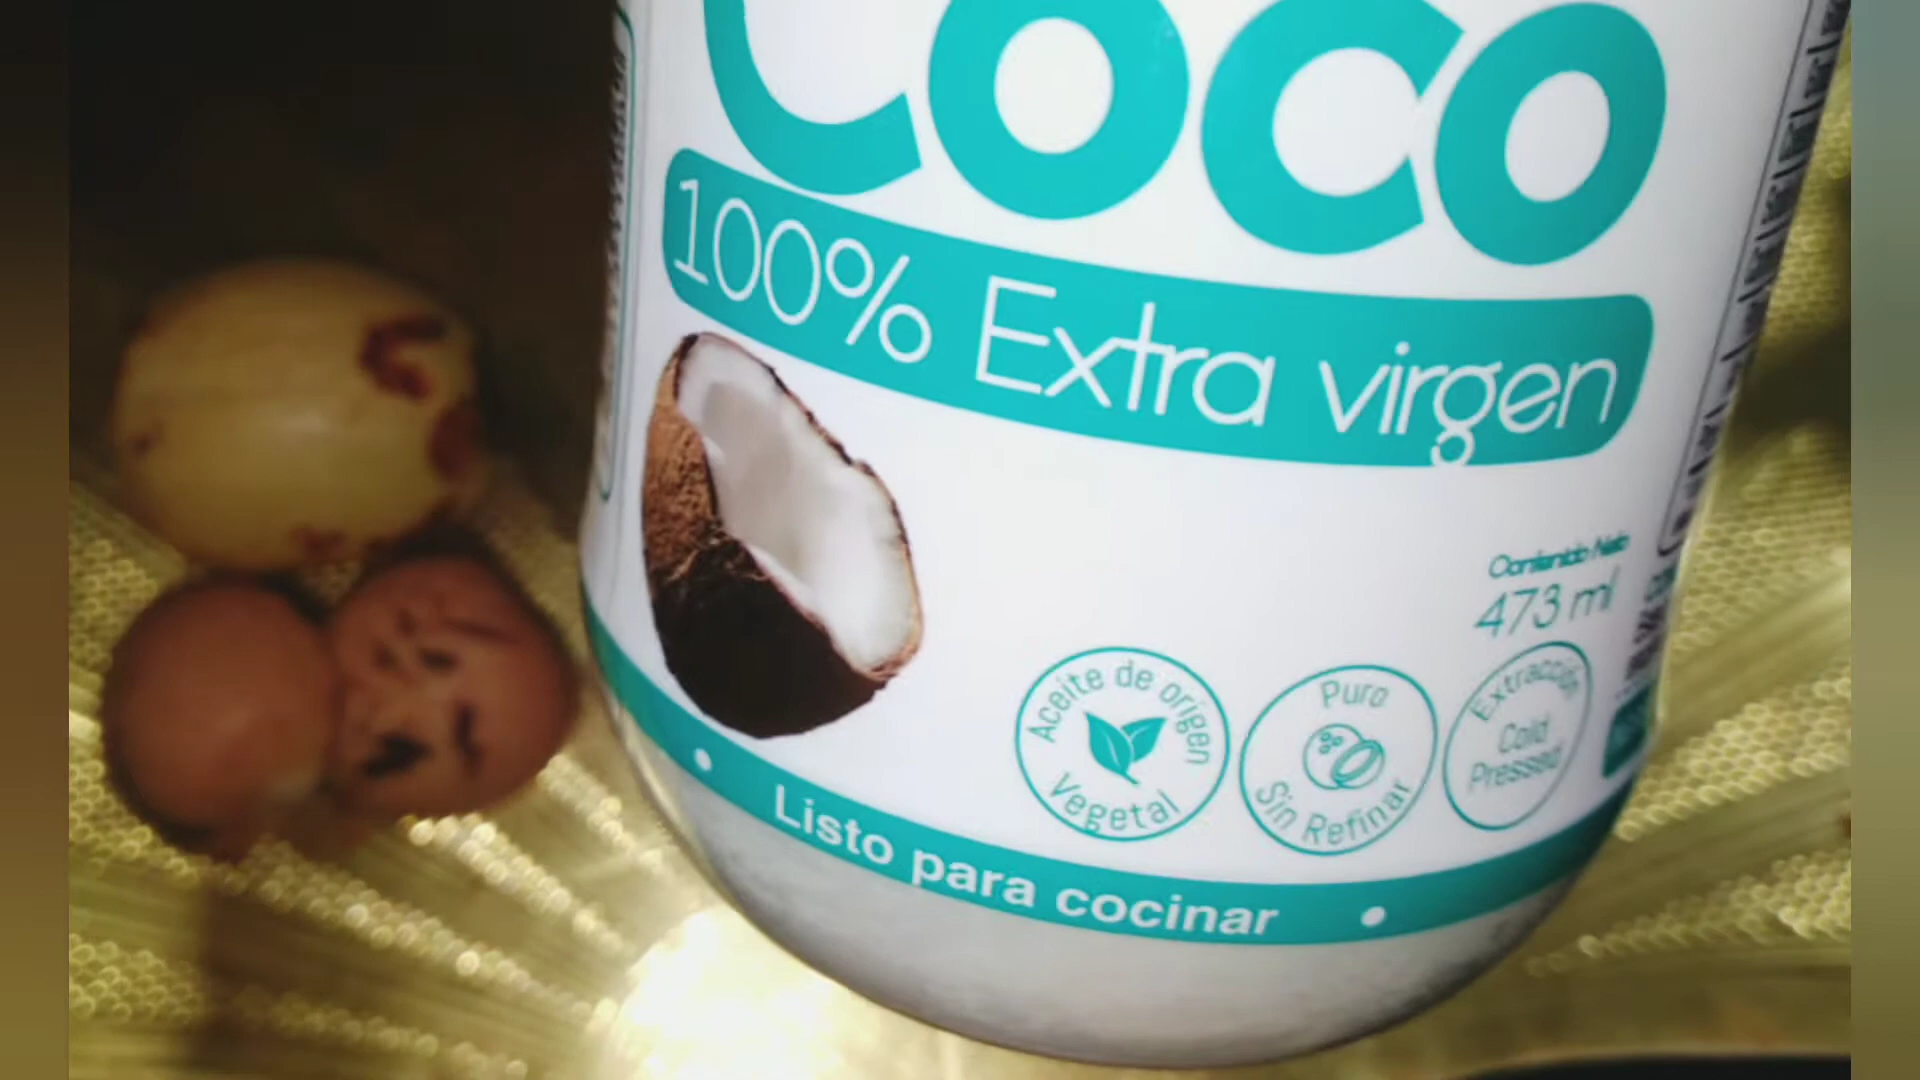 Coco
100% Extra virgen
Contenido Neto
473 ml
Aceite de origen
Vegetal
Puro
Sin Refinar
Extracción
Cold
Pressed
Listo para cocinar